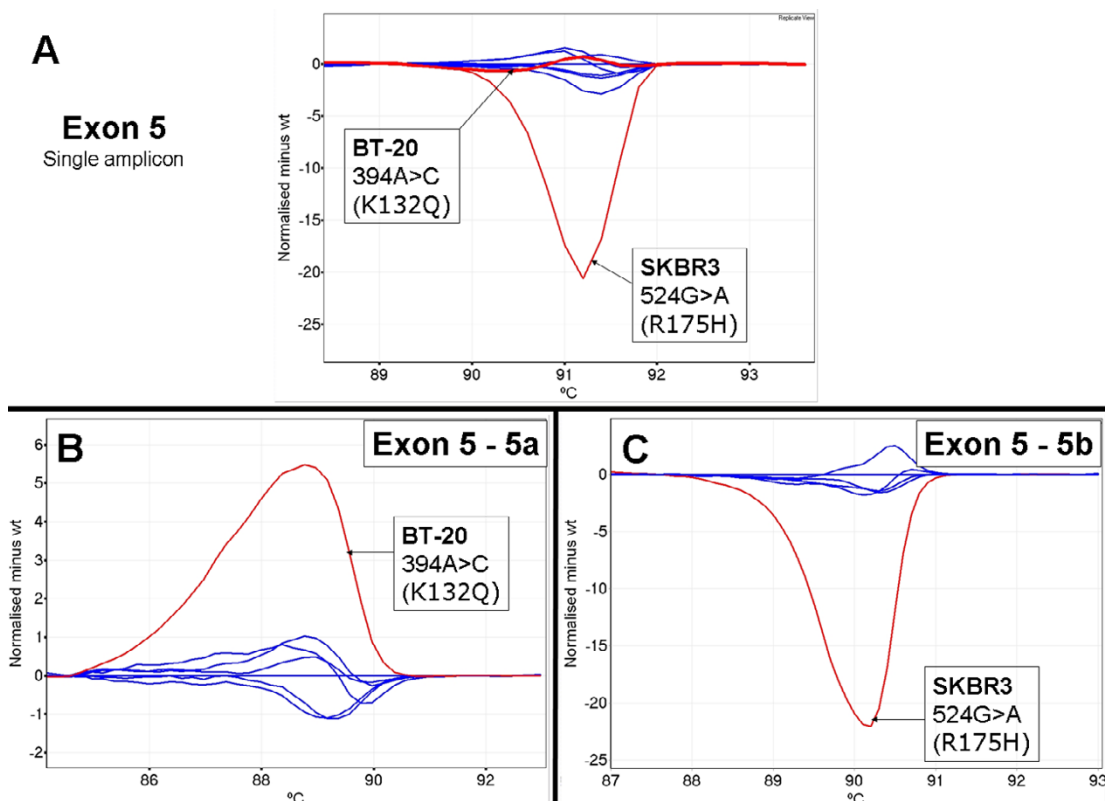 Replicate View
A
Exon 5
Single amplicon
Normalised minus wt
0
-5
-10
-15
-20
-25
BT-20
394A>C
(K132Q)
SKBR3
524G>A
(R175H)
89
90
91
92
93
ºC
B
Exon 5 - 5a
Normalised minus wt
6
5
4
3
2
1
0
-1
-2
BT-20
394A>C
(K132Q)
86
88
90
92
ºC
C
Exon 5 - 5b
Normalised minus wt
0
-5
-10
-15
-20
-25
SKBR3
524G>A
(R175H)
87
88
89
90
91
92
93
ºC